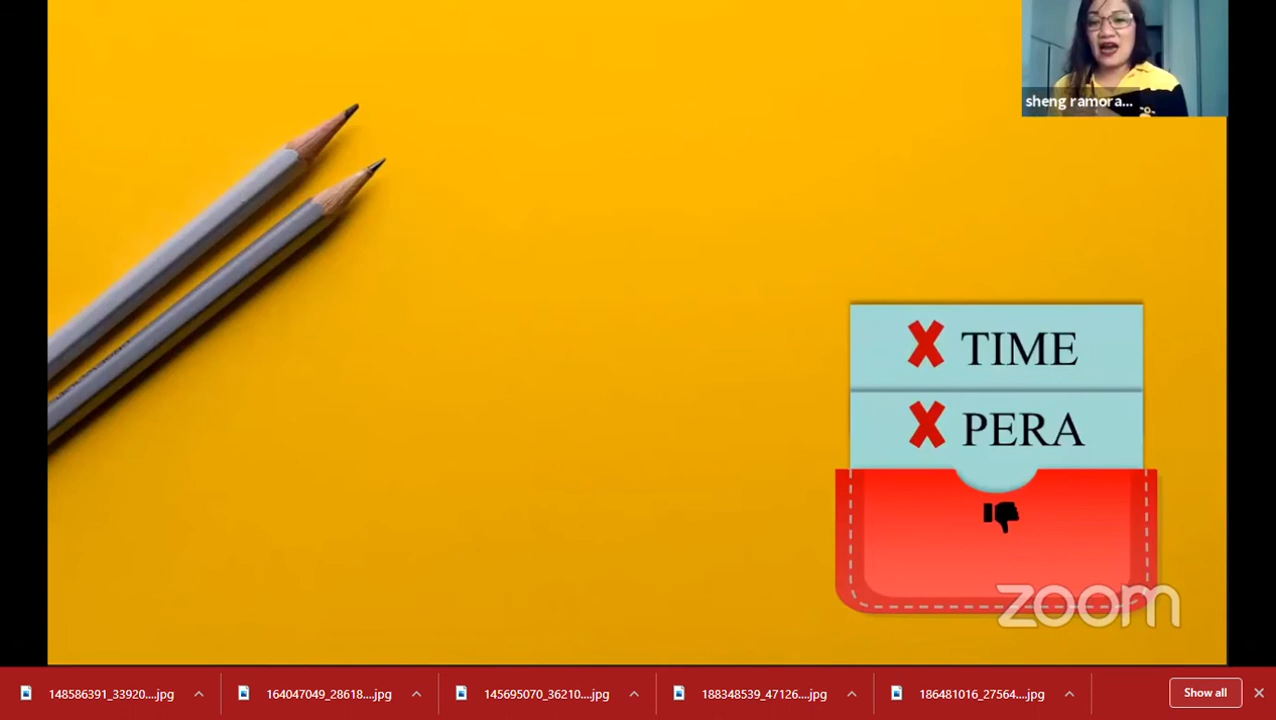 sheng ramora...
X TIME
X PERA
zoom
148586391_33920....jpg
164047049_28618....jpg
145695070_36210....jpg
188348539_47126....jpg
186481016_27564....jpg
Show all